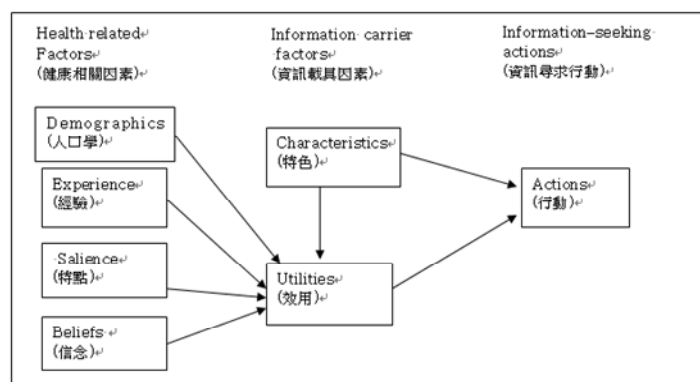 Health-related
Factors
(健康相關因素)
Information carrier
factors
(資訊載具因素)
Information–seeking
actions
(資訊尋求行動)
Demographics
(人口學)
Experience
(經驗)
Salience
(特點)
Beliefs
(信念)
Characteristics
(特色)
Utilities
(效用)
Actions
(行動)